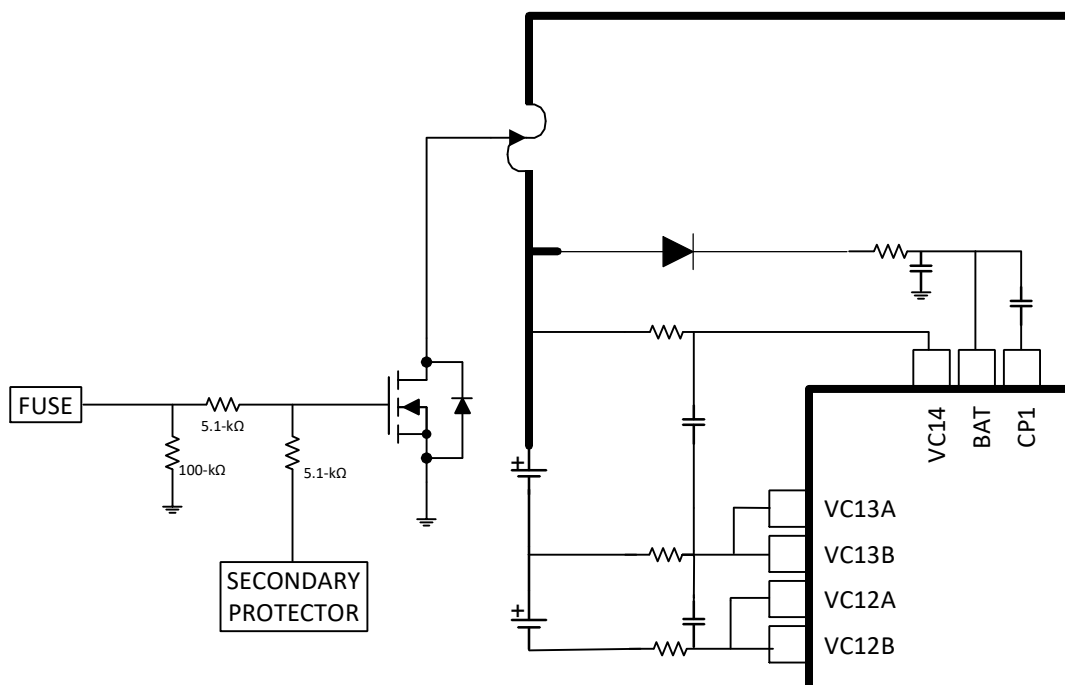 FUSE
5.1-kΩ
100-kΩ
5.1-kΩ
SECONDARY
PROTECTOR
+
+
VC14
BAT
CP1
VC13A
VC13B
VC12A
VC12B